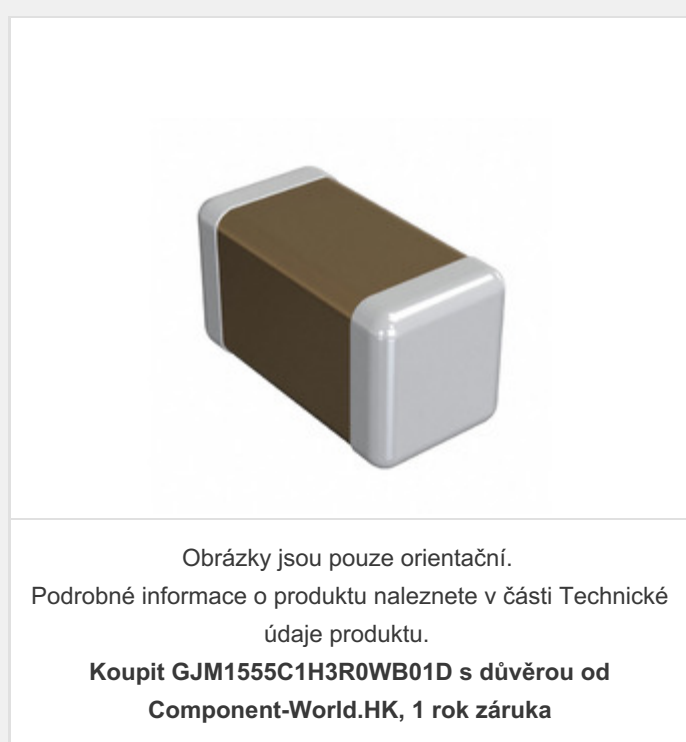 Obrázky jsou pouze orientační.
Podrobné informace o produktu naleznete v části Technické
údaje produktu.
Koupit GJM1555C1H3R0WB01D s důvěrou od
Component-World.HK, 1 rok záruka